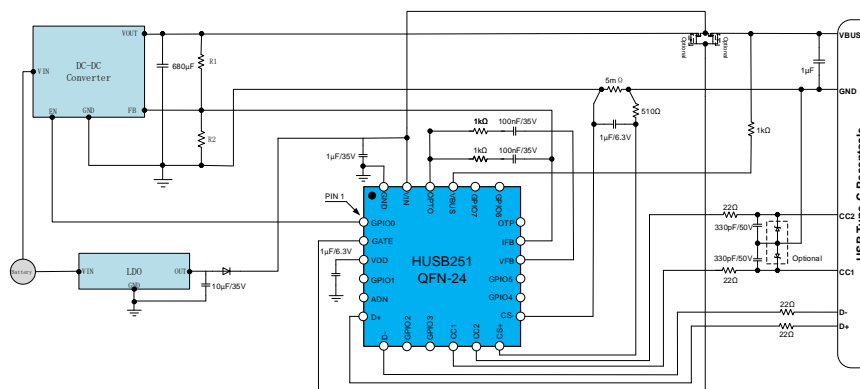 VOUT
DC-DC
Converter
VIN
EN
GND
FB
680μF
R1
R2
Optional
Optional
VBUS
1μF
GND
5mΩ
510Ω
1μF/6.3V
1kΩ
1kΩ
100nF/35V
1kΩ
100nF/35V
1μF/35V
PIN 1
GND
VIN
OPTO
VBUS
GPIO7
GPIO6
GPIO0
GATE
VDD
GPIO1
ADN
D+
HUSB251
QFN-24
OTP
IFB
VFB
GPIO5
GPIO4
CS-
D-
GPIO2
GPIO3
CC1
CC2
CS+
1μF/6.3V
Battery
VIN
LDO
OUT
GND
10μF/35V
22Ω
CC2
330pF/50V
330pF/50V
Optional
22Ω
CC1
22Ω
D-
D+
22Ω